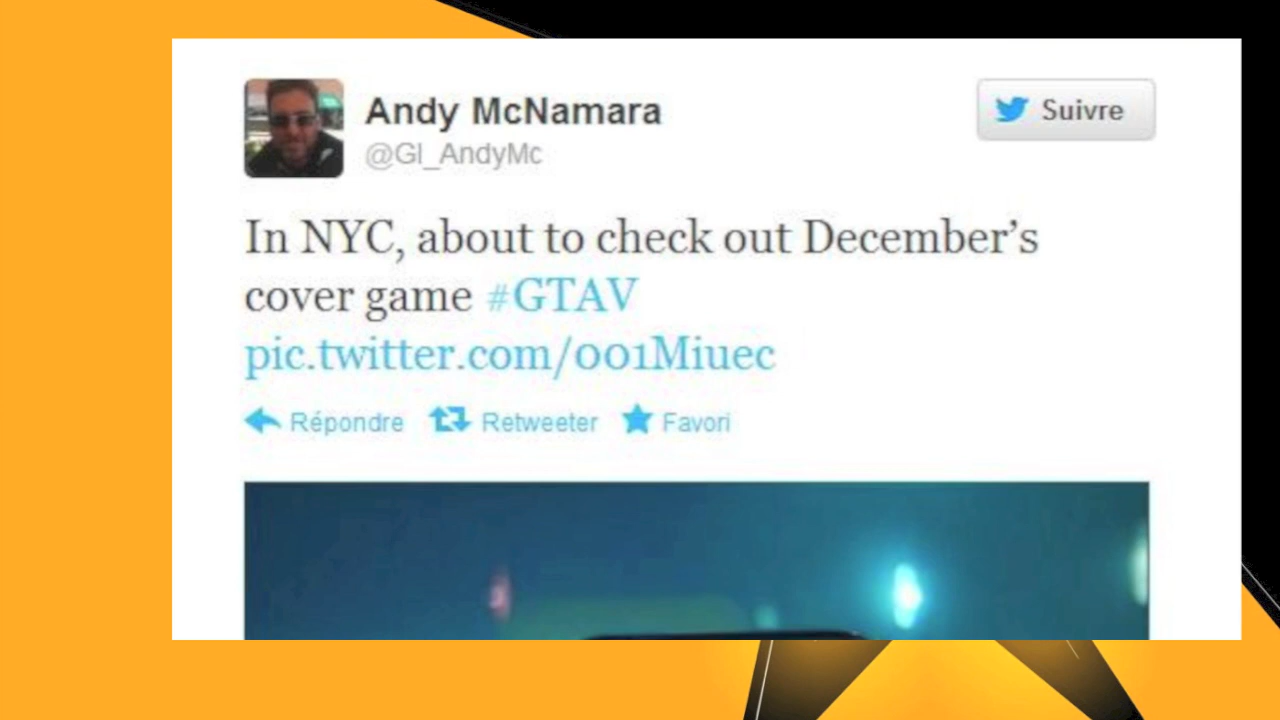 Andy McNamara
@GI_AndyMc
Suivre
In NYC, about to check out December’s
cover game #GTAV
pic.twitter.com/001Miuec
Répondre Retweeter Favori